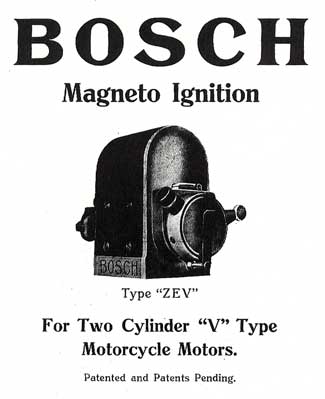 BOSCH
Magneto Ignition
BOSCH
Type “ZEV”
For Two Cylinder “V” Type
Motorcycle Motors.
Patented and Patents Pending.